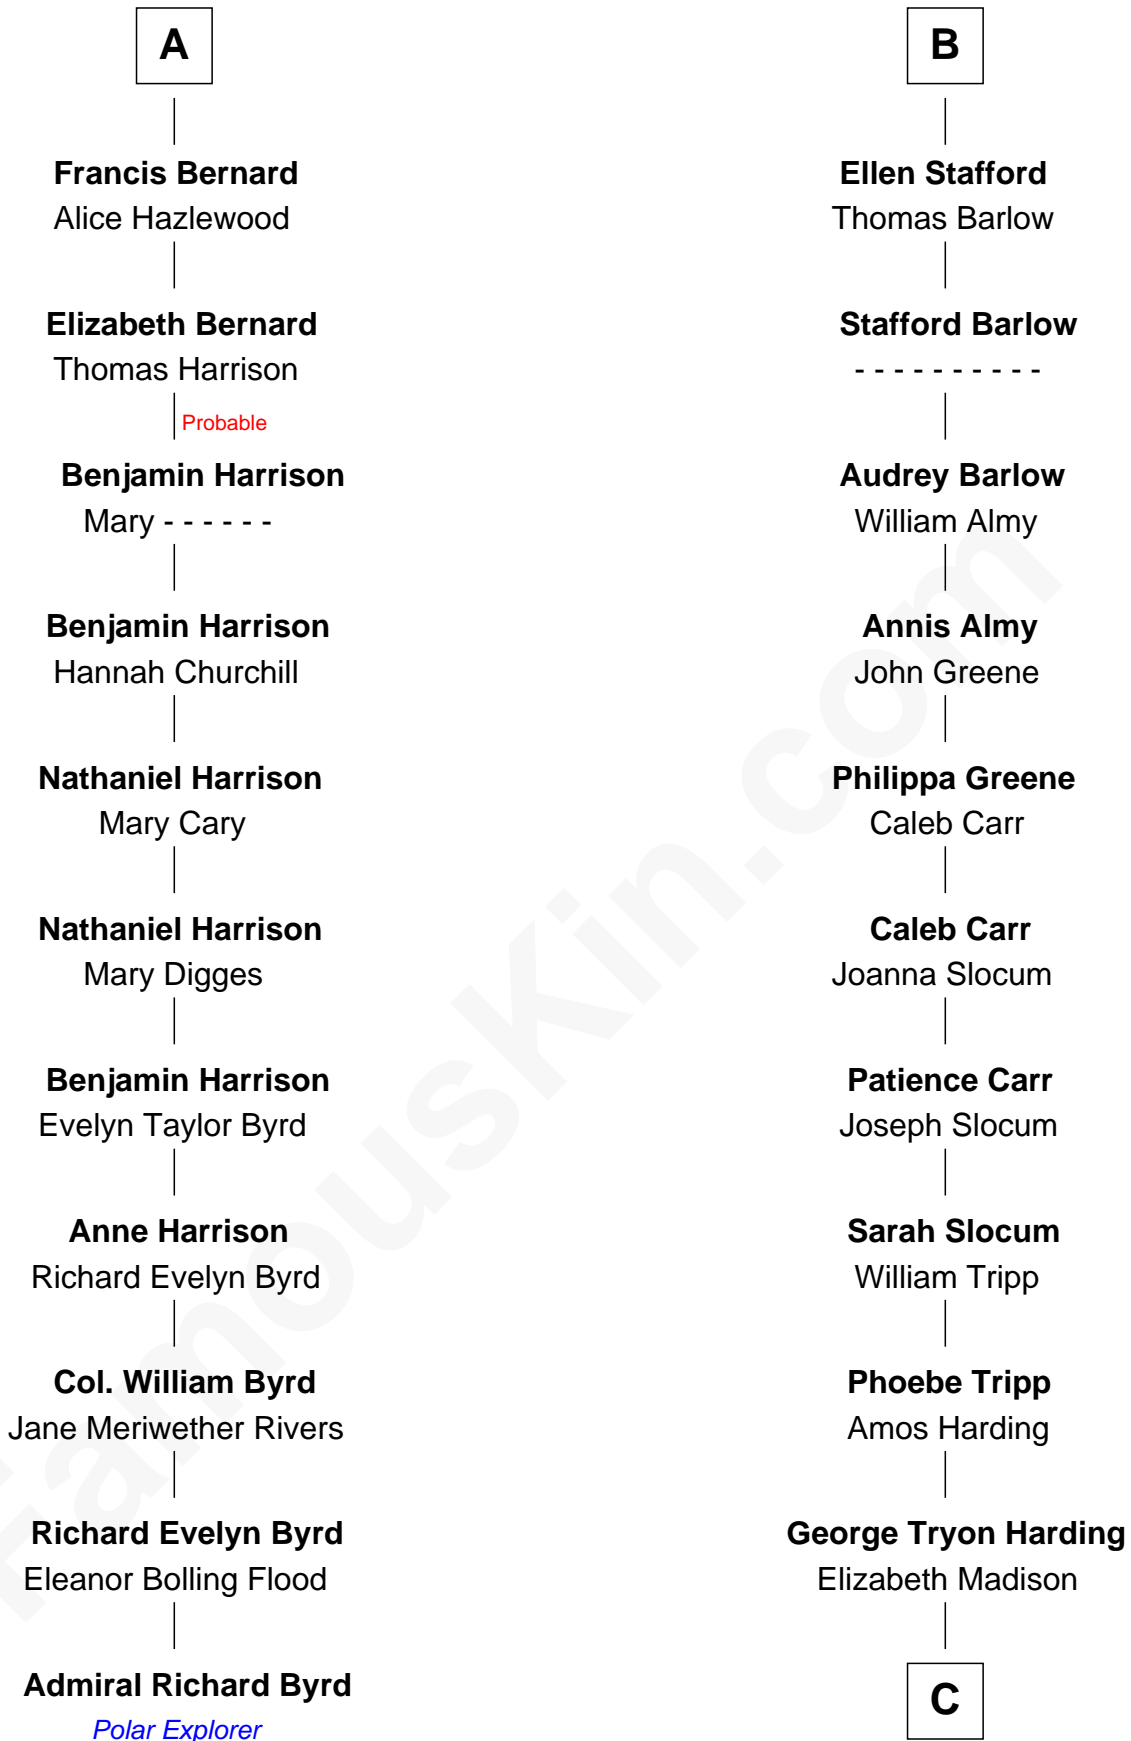 A
Francis Bernard
Alice Hazlewood
Elizabeth Bernard
Thomas Harrison
Probable
Benjamin Harrison
Mary - - - - - -
Benjamin Harrison
Hannah Churchill
Nathaniel Harrison
Mary Cary
Nathaniel Harrison
Mary Digges
Benjamin Harrison
Evelyn Taylor Byrd
Anne Harrison
Richard Evelyn Byrd
Col. William Byrd
Jane Meriwether Rivers
Richard Evelyn Byrd
Eleanor Bolling Flood
Admiral Richard Byrd
Polar Explorer
B
Ellen Stafford
Thomas Barlow
Stafford Barlow
- - - - - - - - - -
Audrey Barlow
William Almy
Annis Almy
John Greene
Philippa Greene
Caleb Carr
Caleb Carr
Joanna Slocum
Patience Carr
Joseph Slocum
Sarah Slocum
William Tripp
Phoebe Tripp
Amos Harding
George Tryon Harding
Elizabeth Madison
C
FamousKin.com